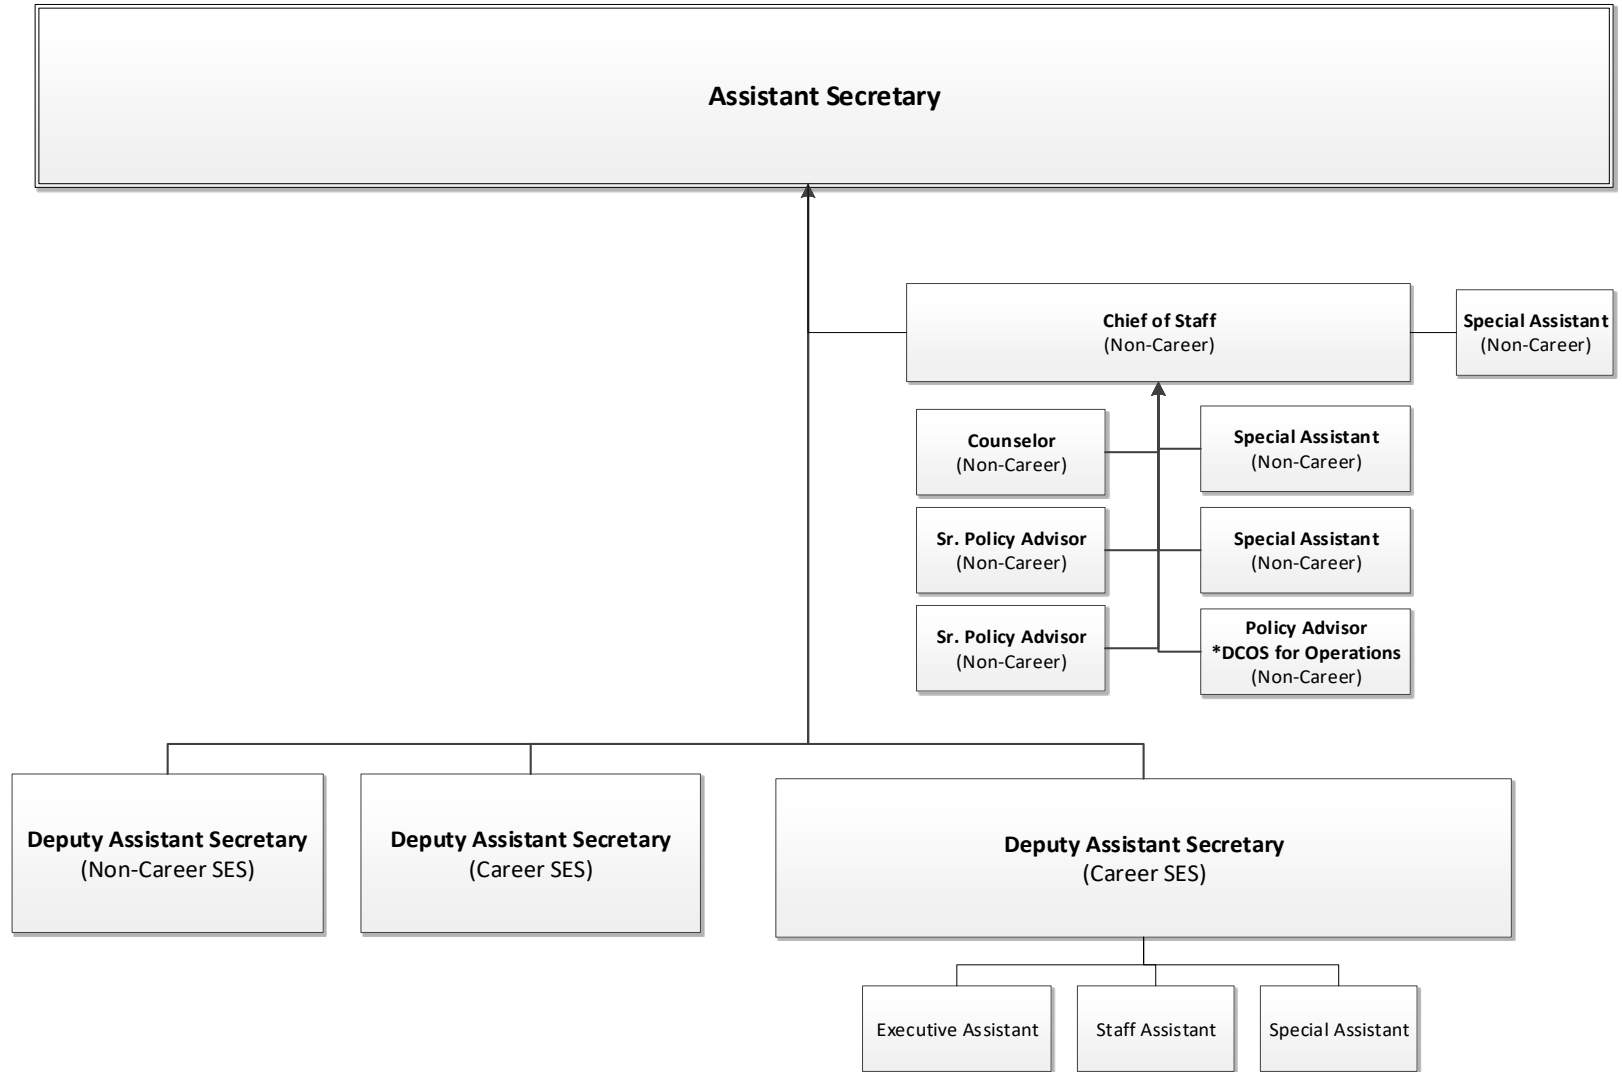 Assistant Secretary
Chief of Staff
(Non-Career)
Special Assistant
(Non-Career)
Counselor
(Non-Career)
Special Assistant
(Non-Career)
Sr. Policy Advisor
(Non-Career)
Special Assistant
(Non-Career)
Sr. Policy Advisor
(Non-Career)
Policy Advisor
*DCOS for Operations
(Non-Career)
Deputy Assistant Secretary
(Non-Career SES)
Deputy Assistant Secretary
(Career SES)
Deputy Assistant Secretary
(Career SES)
Executive Assistant
Staff Assistant
Special Assistant